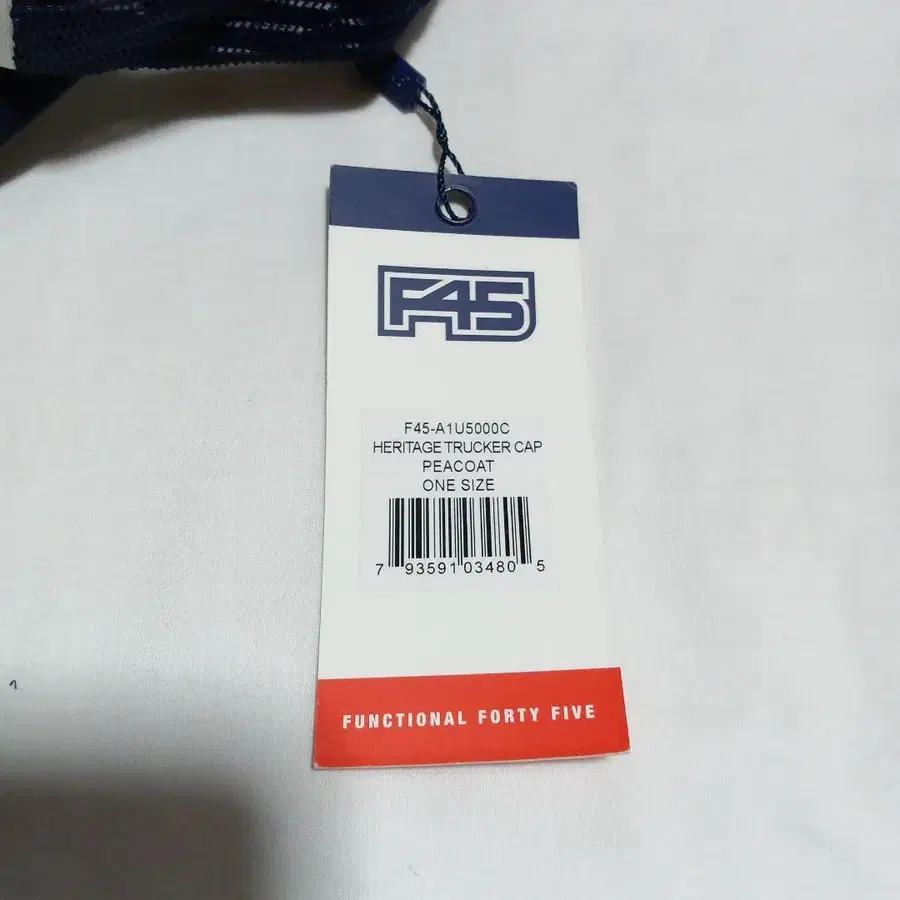 F45
F45-A1U5000C
HERITAGE TRUCKER CAP
PEACOAT
ONE SIZE
7 93591 03480 5
FUNCTIONAL FORTY FIVE